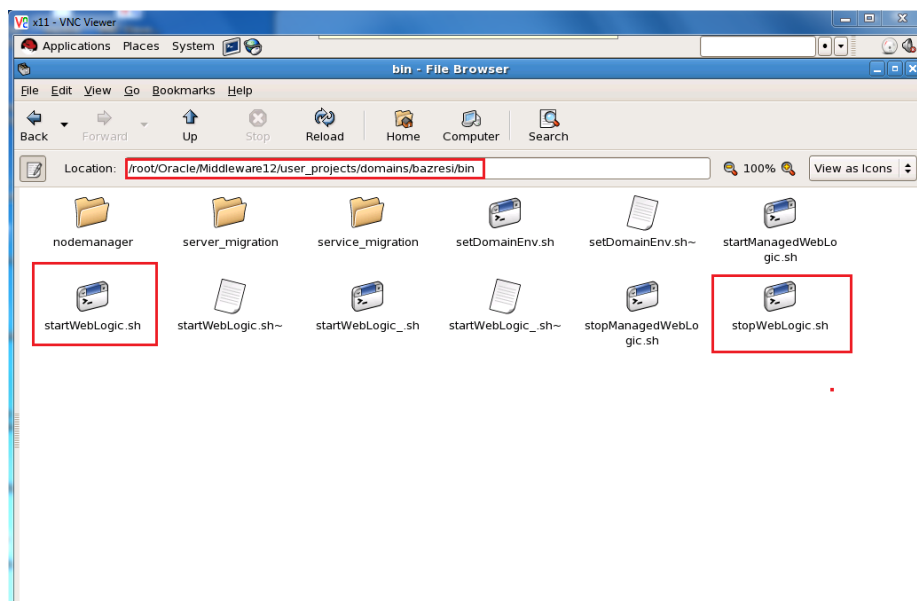 x11 - VNC Viewer
Applications Places System
bin - File Browser
File Edit View Go Bookmarks Help
Back Forward Up Stop Reload Home Computer Search
Location: /root/Oracle/Middleware12/user_projects/domains/bazresi/bin 100% View as Icons
nodemanager server_migration service_migration setDomainEnv.sh setDomainEnv.sh~ startManagedWebLo
gic.sh
startWebLogic.sh startWebLogic.sh~ startWebLogic_.sh startWebLogic_.sh~ stopManagedWebLo stopWebLogic.sh
gic.sh